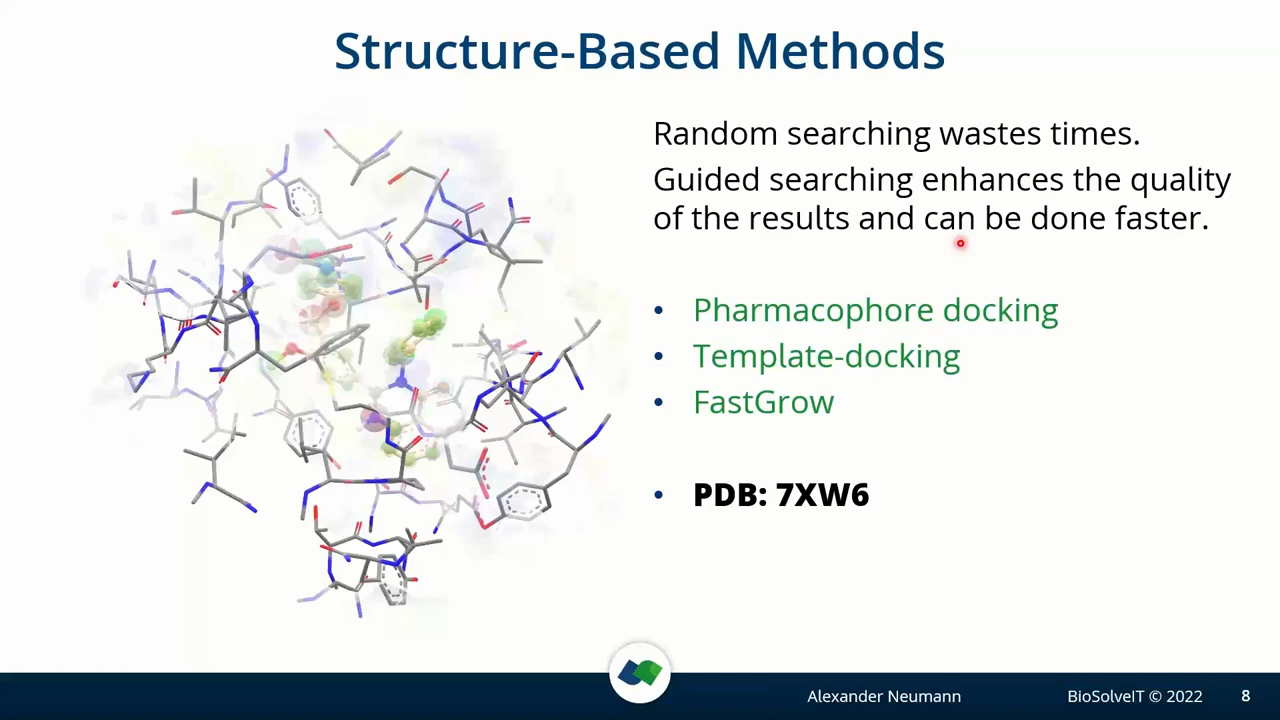 Structure-Based Methods
Random searching wastes times.
Guided searching enhances the quality
of the results and can be done faster.
• Pharmacophore docking
• Template-docking
• FastGrow
• PDB: 7XW6
Alexander Neumann
BioSolveIT © 2022
8